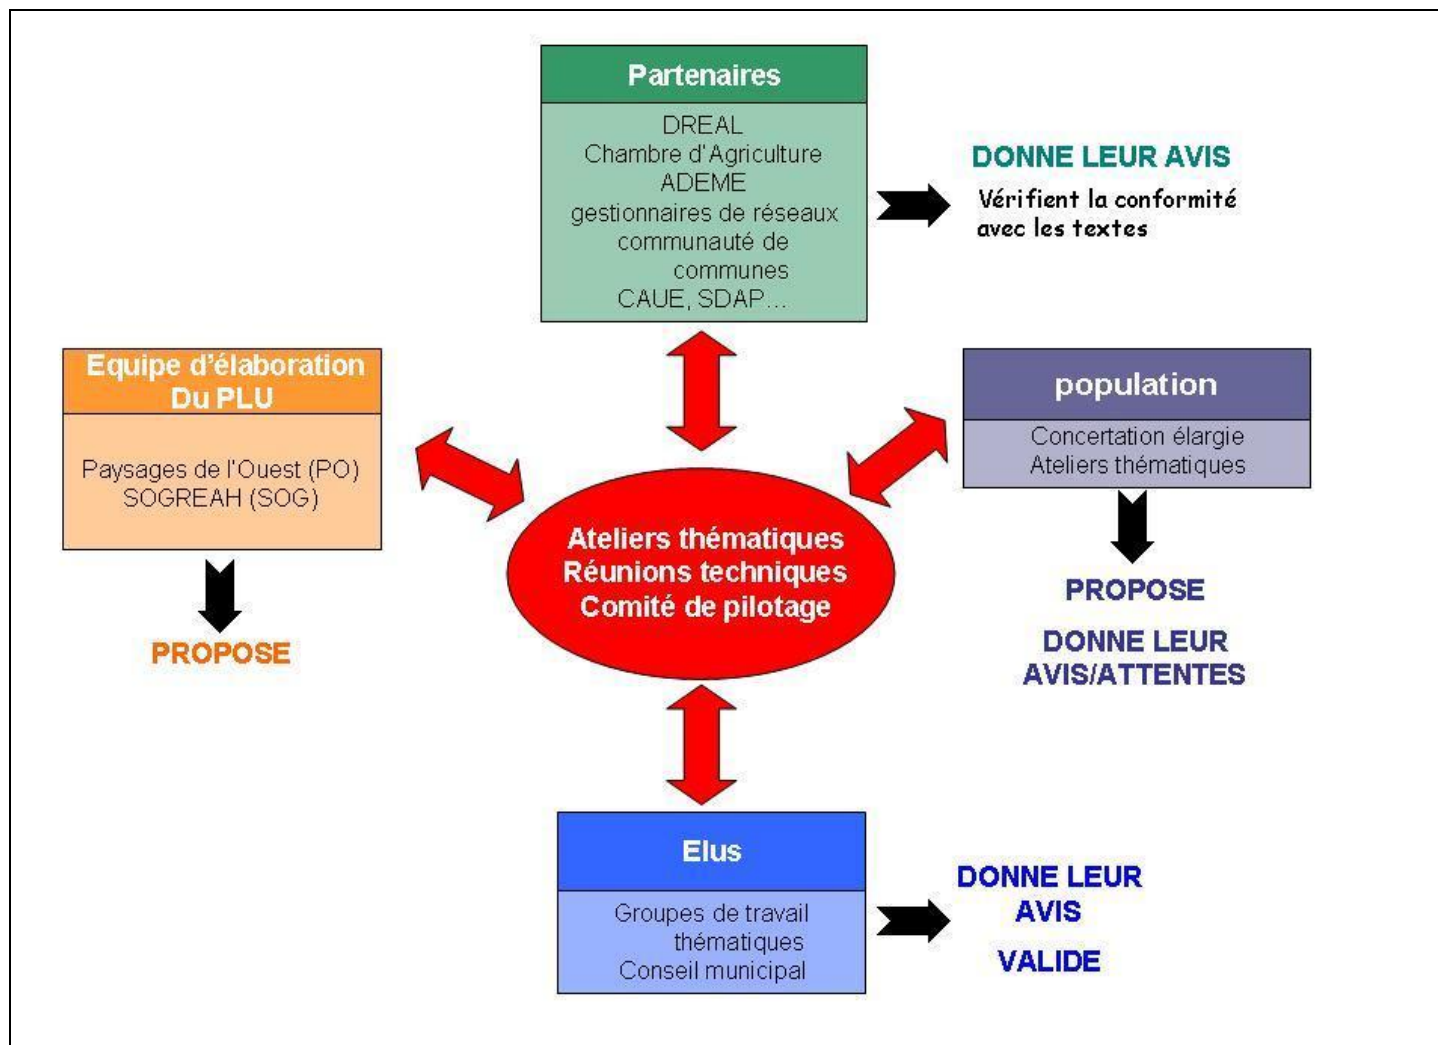 Partenaires
DREAL
Chambre d'Agriculture
ADEME
gestionnaires de réseaux
communauté de
communes
CAUE, SDAP...
DONNE LEUR AVIS
Vérifient la conformité
avec les textes
Equipe d'élaboration
Du PLU
Paysages de l'Ouest (PO)
SOGREAH (SOG)
PROPOSE
population
Concertation élargie
Ateliers thématiques
PROPOSE
DONNE LEUR
AVIS/ATTENTES
Ateliers thématiques
Réunions techniques
Comité de pilotage
Elus
Groupes de travail
thématiques
Conseil municipal
DONNE LEUR
AVIS
VALIDE